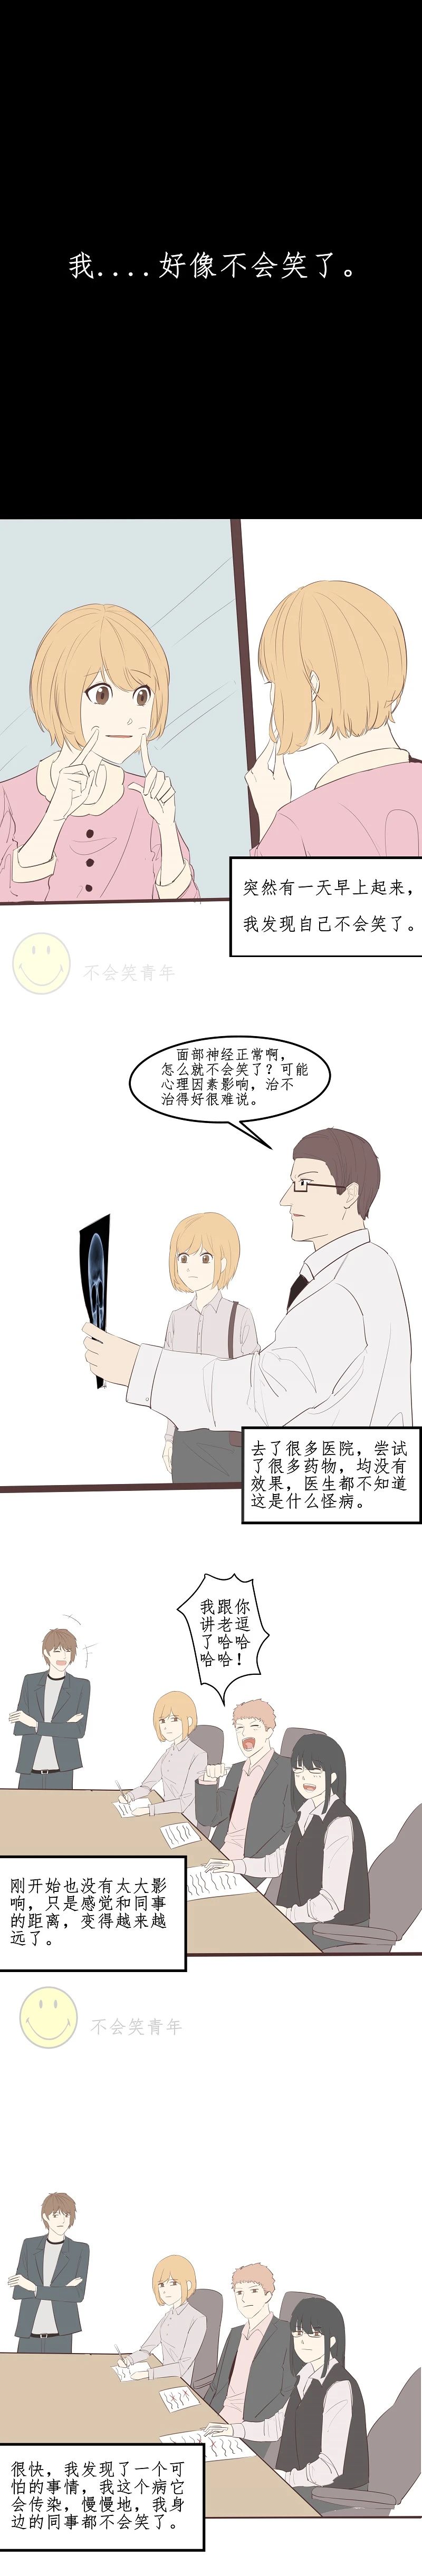 我....好像不会笑了。
突然有一天早上起来，
我发现自己不会笑了。
不会笑青年
面部神经正常啊，
怎么就不会笑了？可能
心理因素影响，治不
治得好很难说。
去了很多医院，尝试
了很多药物，均没有
效果，医生都不知道
这是什么怪病。
我跟你
讲老逗
了哈哈
哈哈！
刚开始也没有太大影
响，只是感觉和同事
的距离，变得越来越
远了。
不会笑青年
很快，我发现了一个可
怕的事情，我这个病它
会传染，慢慢地，我身
边的同事都不会笑了。